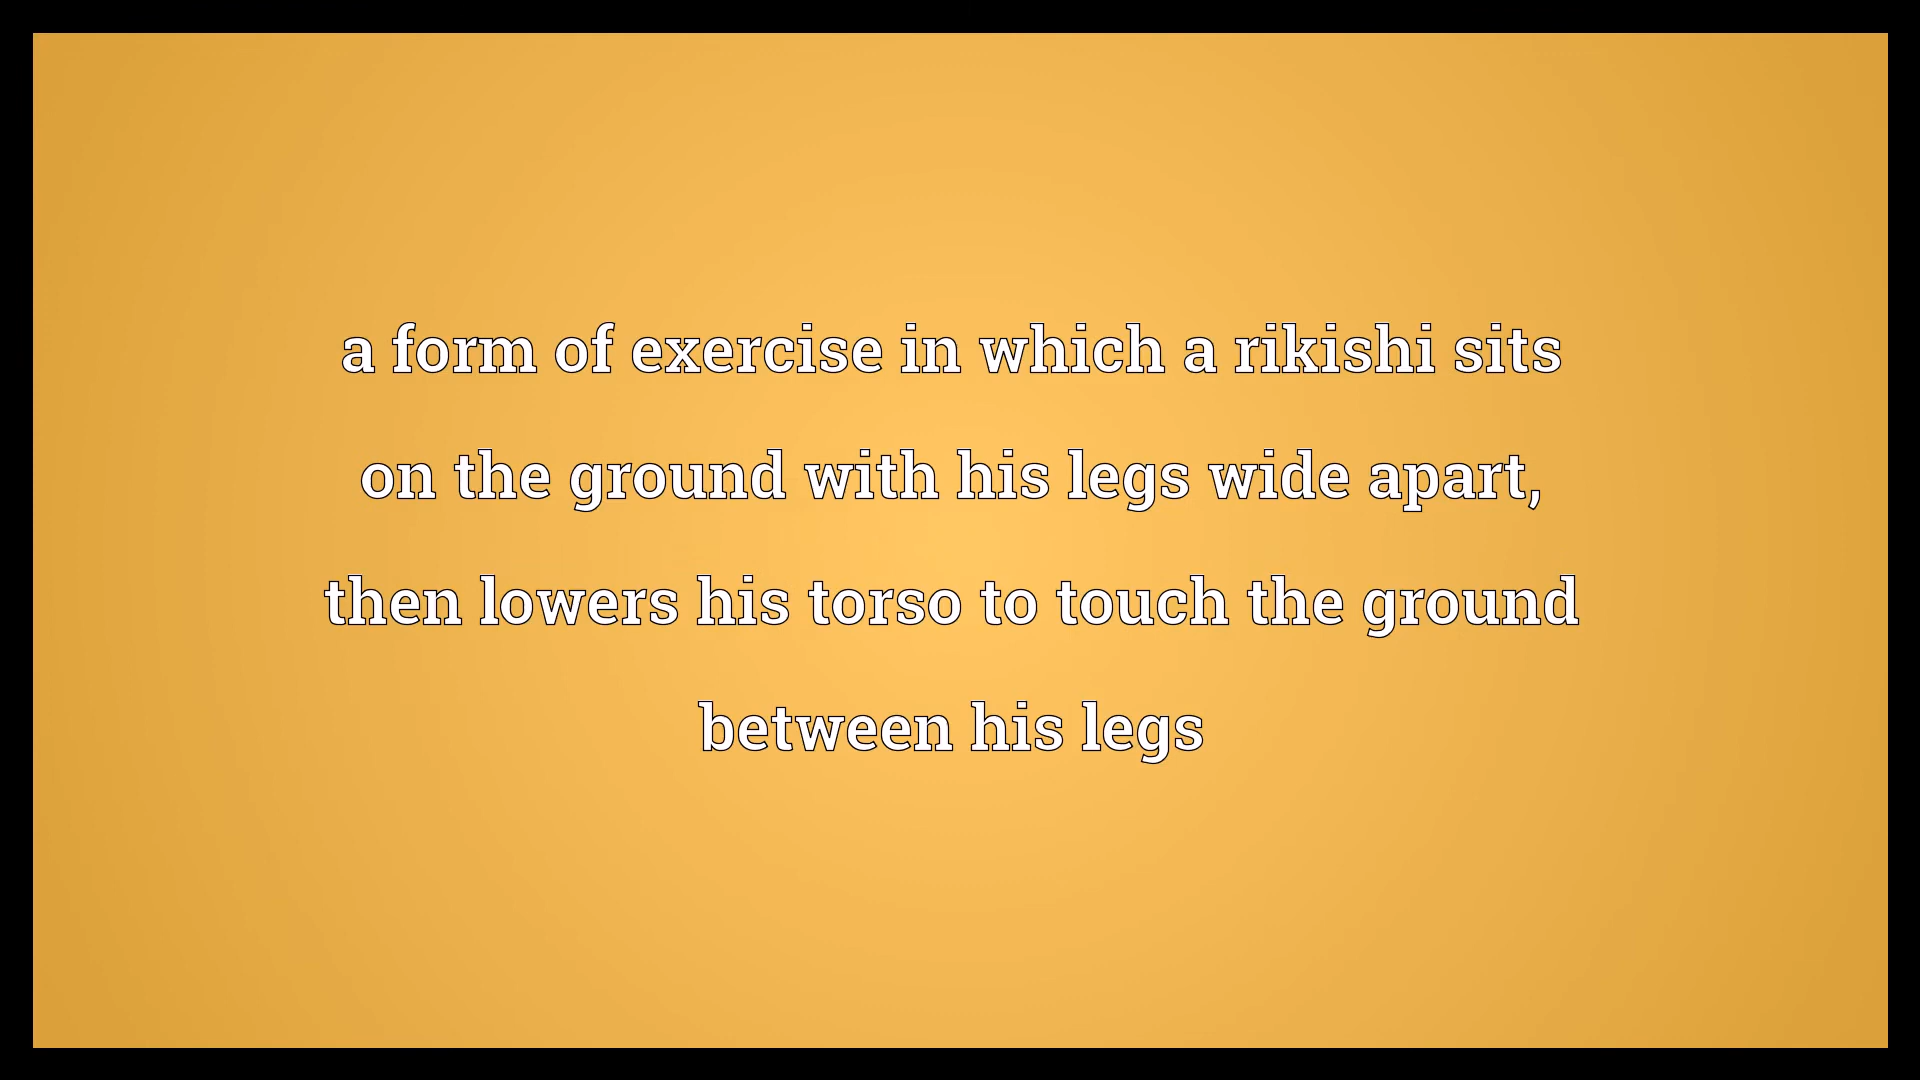 a form of exercise in which a rikishi sits
on the ground with his legs wide apart,
then lowers his torso to touch the ground
between his legs